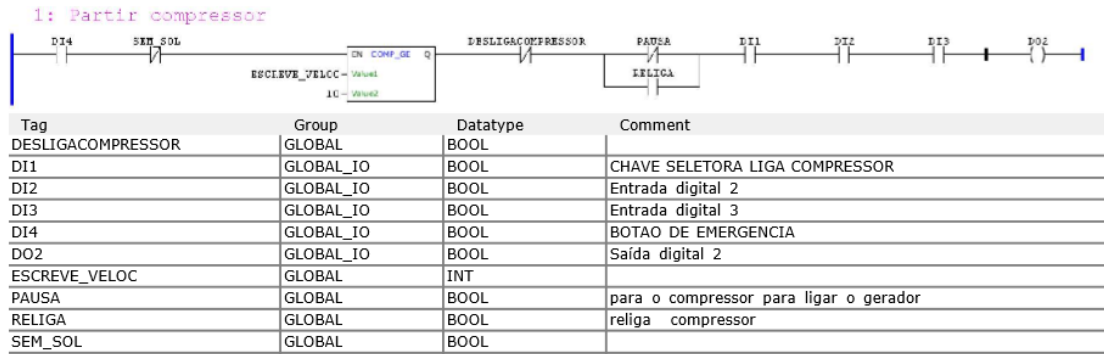 1: Partir compressor
DI4 SEM_SOL DESLIGACOMPRESSOR PAUSA DI1 DI2 DI3 DO2
EN COMP_GE Q
ESCREVE_VELOC Value1
RELIGA
10 Value2
Tag Group Datatype Comment
DESLIGACOMPRESSOR GLOBAL BOOL
DI1 GLOBAL_IO BOOL CHAVE SELETORA LIGA COMPRESSOR
DI2 GLOBAL_IO BOOL Entrada digital 2
DI3 GLOBAL_IO BOOL Entrada digital 3
DI4 GLOBAL_IO BOOL BOTAO DE EMERGENCIA
DO2 GLOBAL_IO BOOL Saída digital 2
ESCREVE_VELOC GLOBAL INT
PAUSA GLOBAL BOOL para o compressor para ligar o gerador
RELIGA GLOBAL BOOL religa compressor
SEM_SOL GLOBAL BOOL